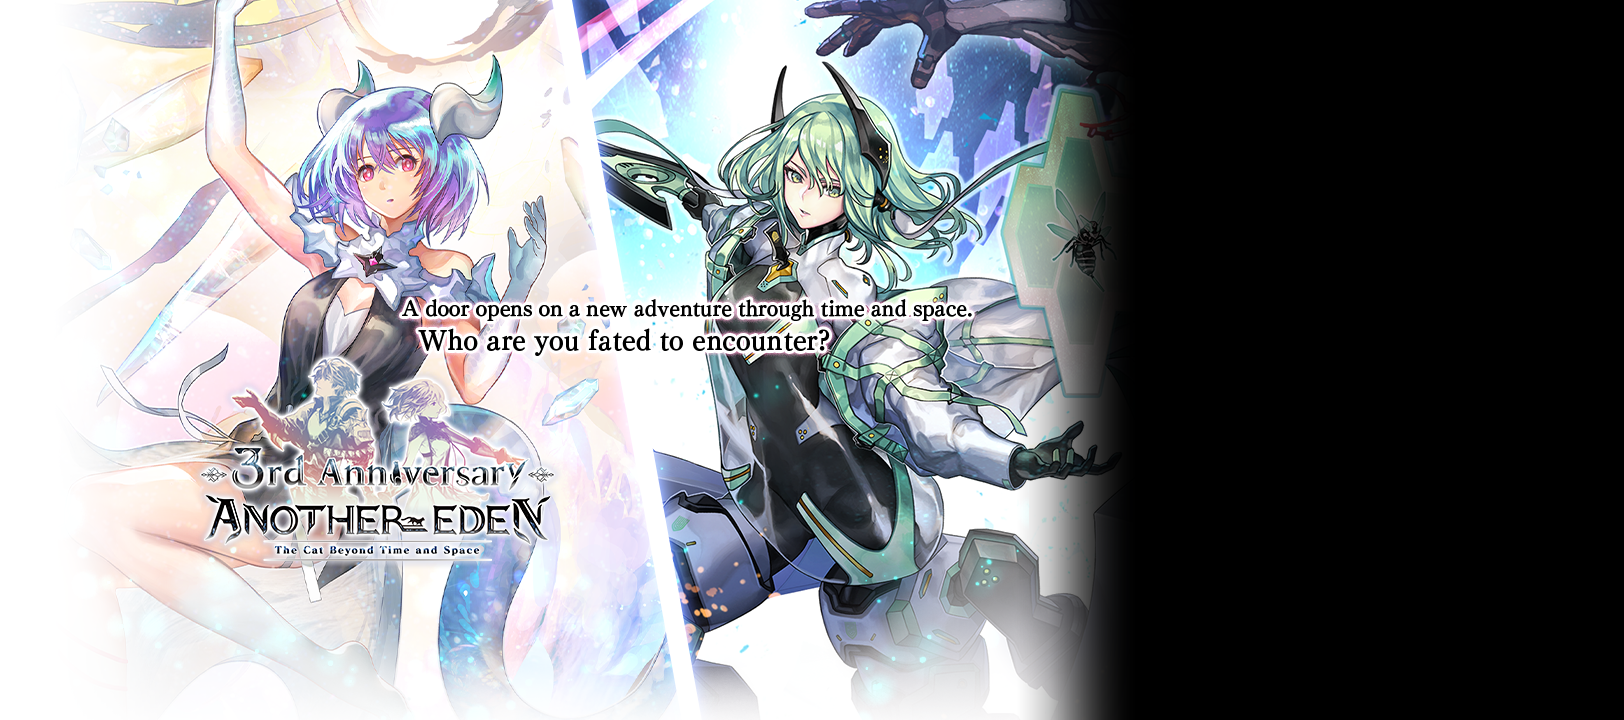 A door opens on a new adventure through time and space.
Who are you fated to encounter?
3rd Anniversary
ANOTHER EDEN
The Cat Beyond Time and Space